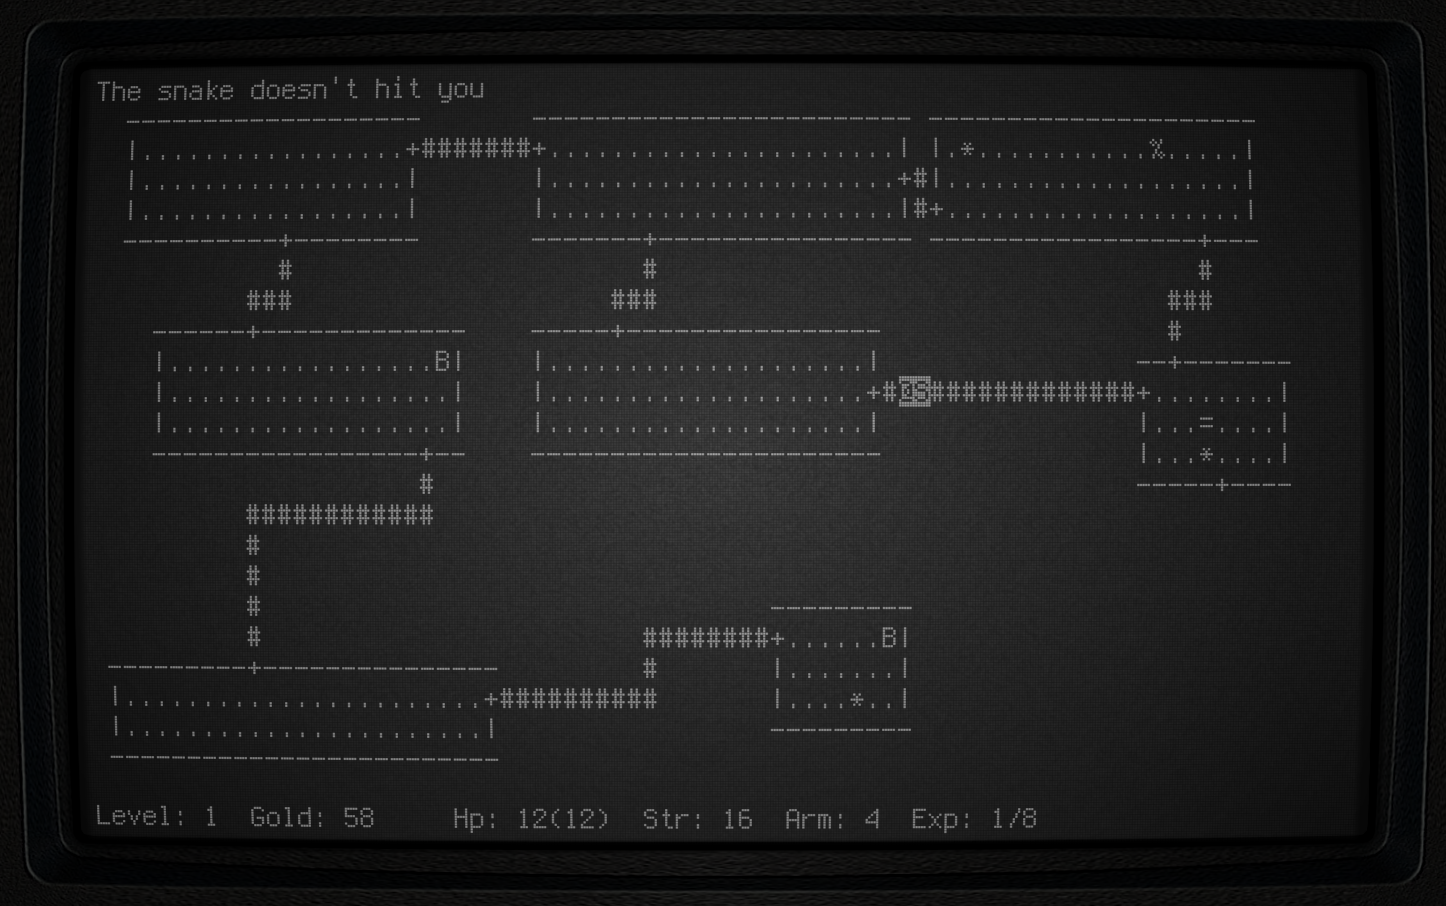 The snake doesn't hit you
  -------------------       ------------------------ ---------------------
  |.................+#######+......................| |.*...........%.....|
  |.................|       |......................+#|...................|
  |.................|       |......................|#+...................|
  ----------+--------       -------+---------------- -----------------+---
            #                      #                                  #
          ###                    ###                                ###
    ------+-------------    -----+----------------                  #
    |.................B|    |....................|                --+-------
    |..................|    |....................+#@S#############+........|
    |..................|    |....................|                |...=....|
    -----------------+--    ----------------------                |...*....|
                     #                                            -----+----
          ############
          #
          #
          #                                ----------
          #                        ########+......B|
 ---------+---------------         #       |.......|
 |.......................+##########       |....*..|
 |.......................|                 ---------
 -------------------------
Level: 1  Gold: 58     Hp: 12(12)  Str: 16  Arm: 4  Exp: 1/8